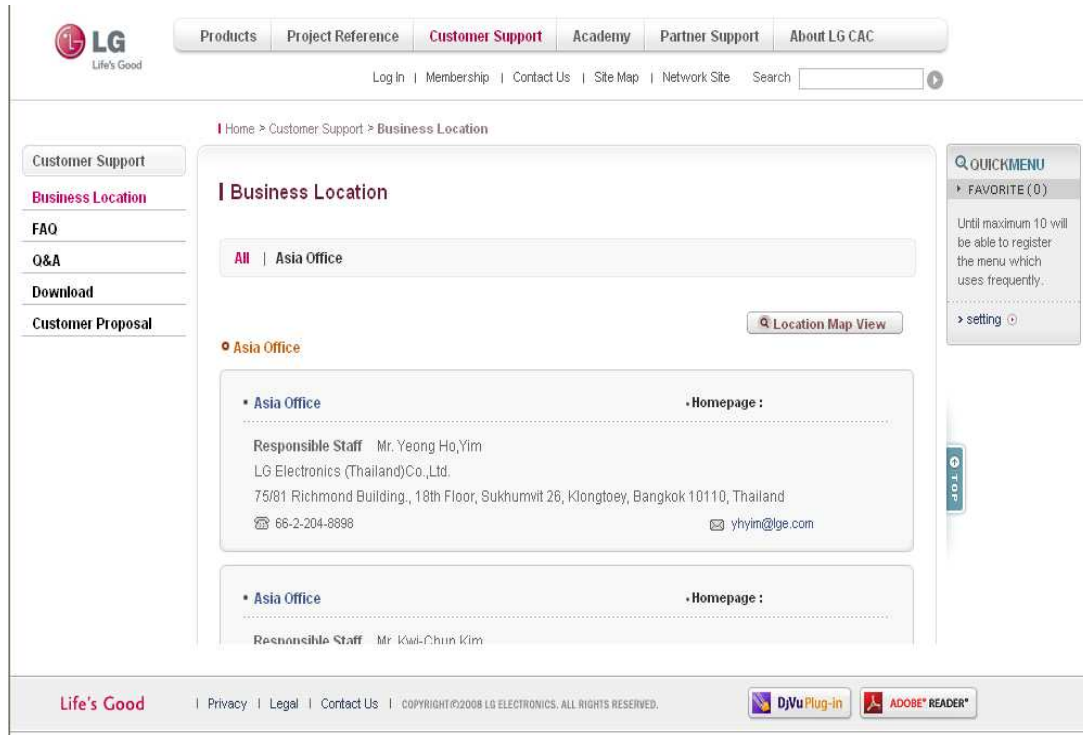 LG
Life's Good
Products Project Reference Customer Support Academy Partner Support About LG CAC
Log In | Membership | Contact Us | Site Map | Network Site Search
Home > Customer Support > Business Location
Customer Support
Business Location
FAQ
Q&A
Download
Customer Proposal
Business Location
All | Asia Office
Location Map View
Asia Office
• Asia Office • Homepage :
Responsible Staff Mr. Yeong Ho,Yim
LG Electronics (Thailand)Co.,Ltd.
75/81 Richmond Building., 18th Floor, Sukhumvit 26, Klongtoey, Bangkok 10110, Thailand
66-2-204-8898 yhyim@lge.com
• Asia Office • Homepage :
Responsible Staff Mr. Kwi-Chun Kim
QUICKMENU
FAVORITE(0)
Until maximum 10 will
be able to register
the menu which
uses frequently.
> setting
TOP
Life's Good | Privacy | Legal | Contact Us | COPYRIGHT©2008 LG ELECTRONICS. ALL RIGHTS RESERVED. DjVu Plug-in ADOBE® READER®